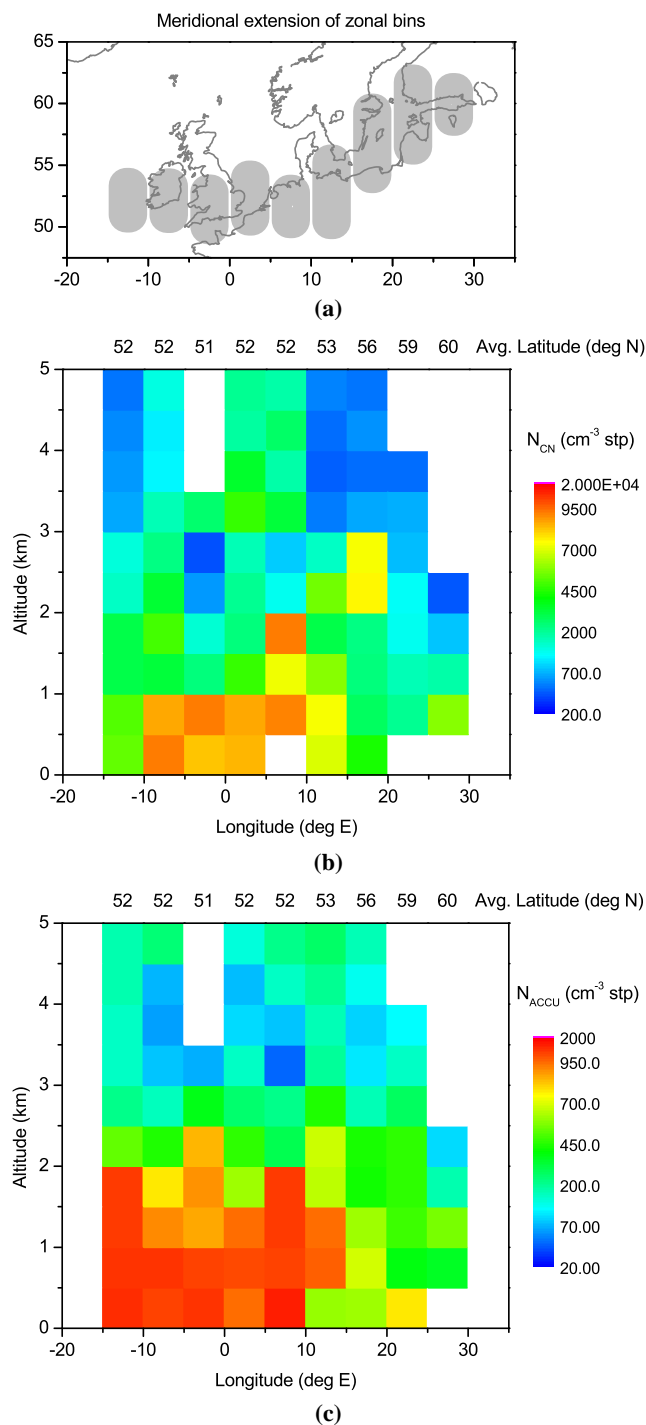 Meridional extension of zonal bins
65
60
55
50
-20 -10 0 10 20 30
(a)
52 52 51 52 52 53 56 59 60 Avg. Latitude (deg N)
5
4
3
2
1
0
Altitude (km)
N_CN (cm⁻³ stp)
2.000E+04
9500
7000
4500
2000
700.0
200.0
-20 -10 0 10 20 30
Longitude (deg E)
(b)
52 52 51 52 52 53 56 59 60 Avg. Latitude (deg N)
5
4
3
2
1
0
Altitude (km)
N_ACCU (cm⁻³ stp)
2000
950.0
700.0
450.0
200.0
70.00
20.00
-20 -10 0 10 20 30
Longitude (deg E)
(c)